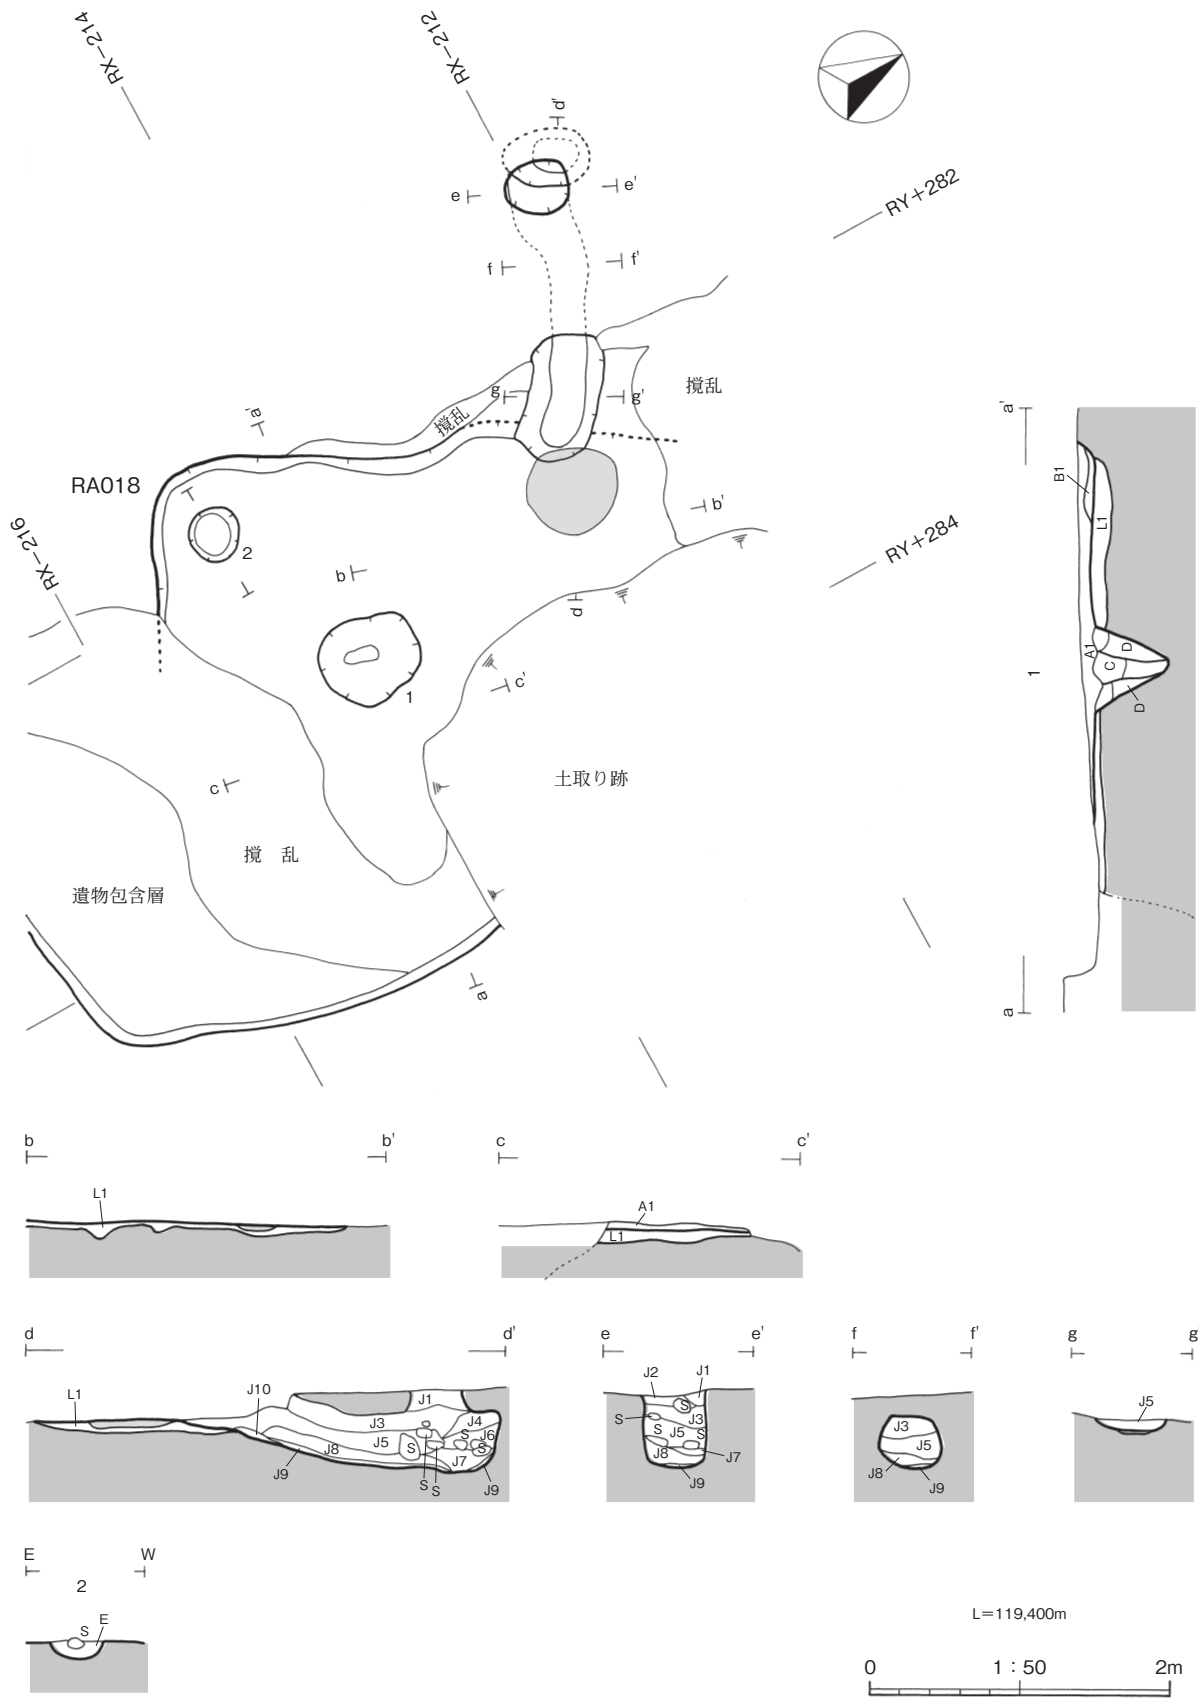 RX−214
RX−212
d'
e
e'
RY+282
f
f'
g
g'
撹乱
撹乱
a'
RA018
b'
RX−216
2
b
RY+284
d
c'
1
c
土取り跡
撹 乱
遺物包含層
a
a'
B1
L1
A1
D
C
D
1
a
b
b'
L1
c
c'
A1
L1
d
d'
L1
J10
J1
J3
J4
J5
S
S
J6
S
J8
J7
J9
S
S
J9
e
e'
J2
J1
S
S
J3
S
J5
S
J8
J7
J9
f
f'
J3
J5
J8
J9
g
g
J5
E
W
2
S
E
L=119,400m
0
1:50
2m